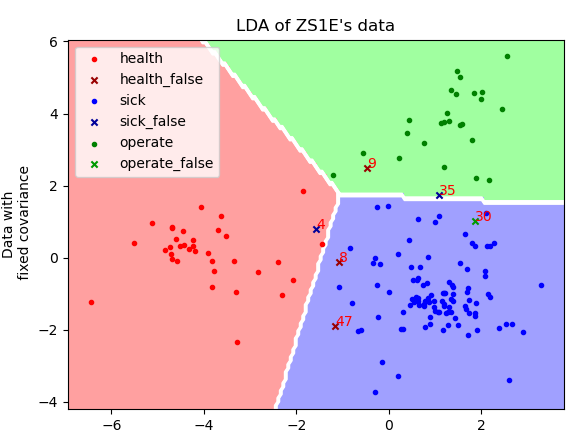 LDA of ZS1E's data
health
health_false
sick
sick_false
operate
operate_false
Data with
fixed covariance
6
4
2
0
−2
−4
−6
−4
−2
0
2
9
35
30
4
8
47